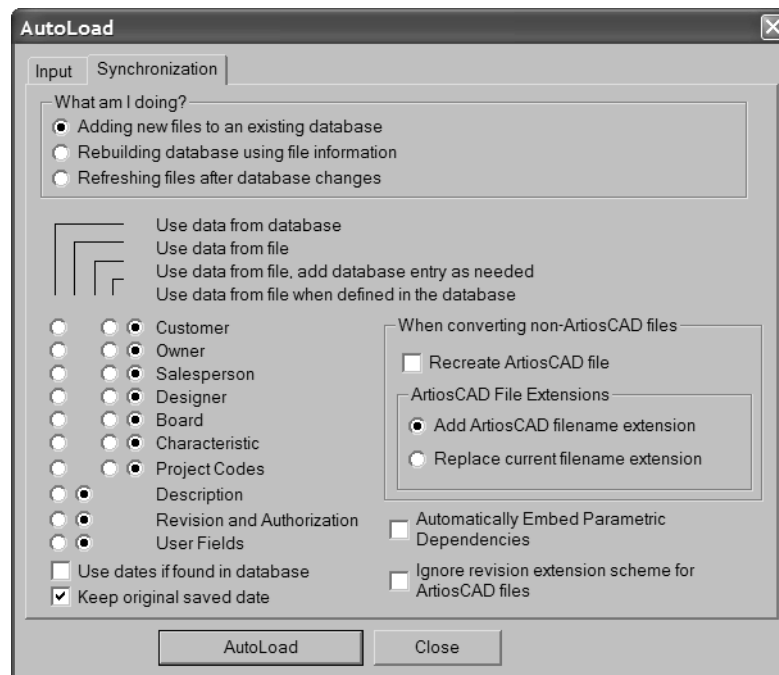 AutoLoad
Input Synchronization
What am I doing?
Adding new files to an existing database
Rebuilding database using file information
Refreshing files after database changes
Use data from database
Use data from file
Use data from file, add database entry as needed
Use data from file when defined in the database
Customer
Owner
Salesperson
Designer
Board
Characteristic
Project Codes
Description
Revision and Authorization
User Fields
Use dates if found in database
Keep original saved date
When converting non-ArtiosCAD files
Recreate ArtiosCAD file
ArtiosCAD File Extensions
Add ArtiosCAD filename extension
Replace current filename extension
Automatically Embed Parametric
Dependencies
Ignore revision extension scheme for
ArtiosCAD files
AutoLoad Close